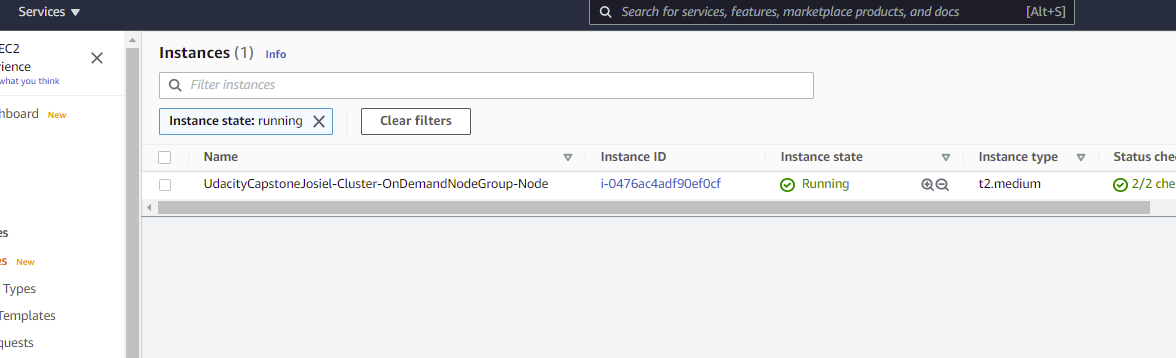 Services
Search for services, features, marketplace products, and docs [Alt+S]
EC2
rience
what you think
hboard New
es
es New
Types
Templates
quests
Instances (1) Info
Filter instances
Instance state: running Clear filters
Name Instance ID Instance state Instance type Status che
UdacityCapstoneJosiel-Cluster-OnDemandNodeGroup-Node i-0476ac4adf90ef0cf Running t2.medium 2/2 che